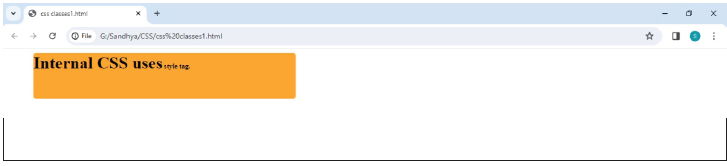 css classes1.html
File G:/Sandhya/CSS/css%20classes1.html
S
Internal CSS uses style tag.